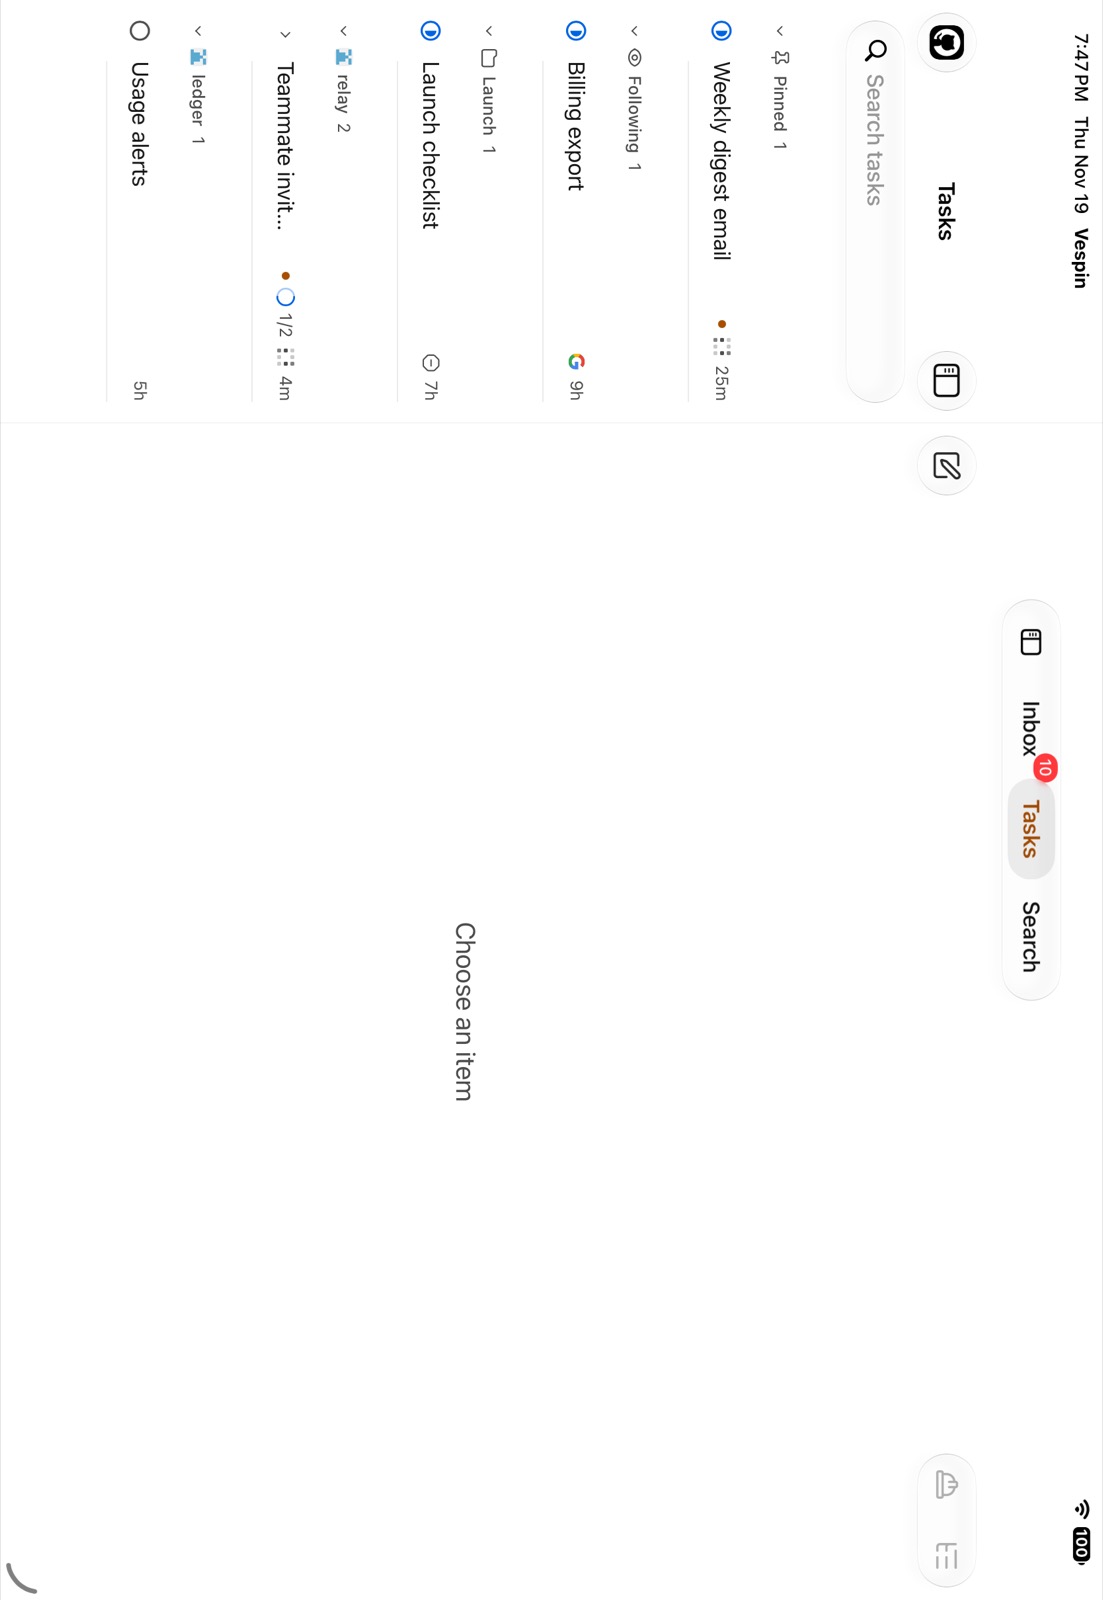 7:47 PM Thu Nov 19 Vespin
100
Inbox 10 Tasks Search
Tasks
Search tasks
Pinned 1
Weekly digest email 25m
Following 1
Billing export 9h
Launch 1
Launch checklist 7h
relay 2
Teammate invit... 1/2 4m
ledger 1
Usage alerts 5h
Choose an item